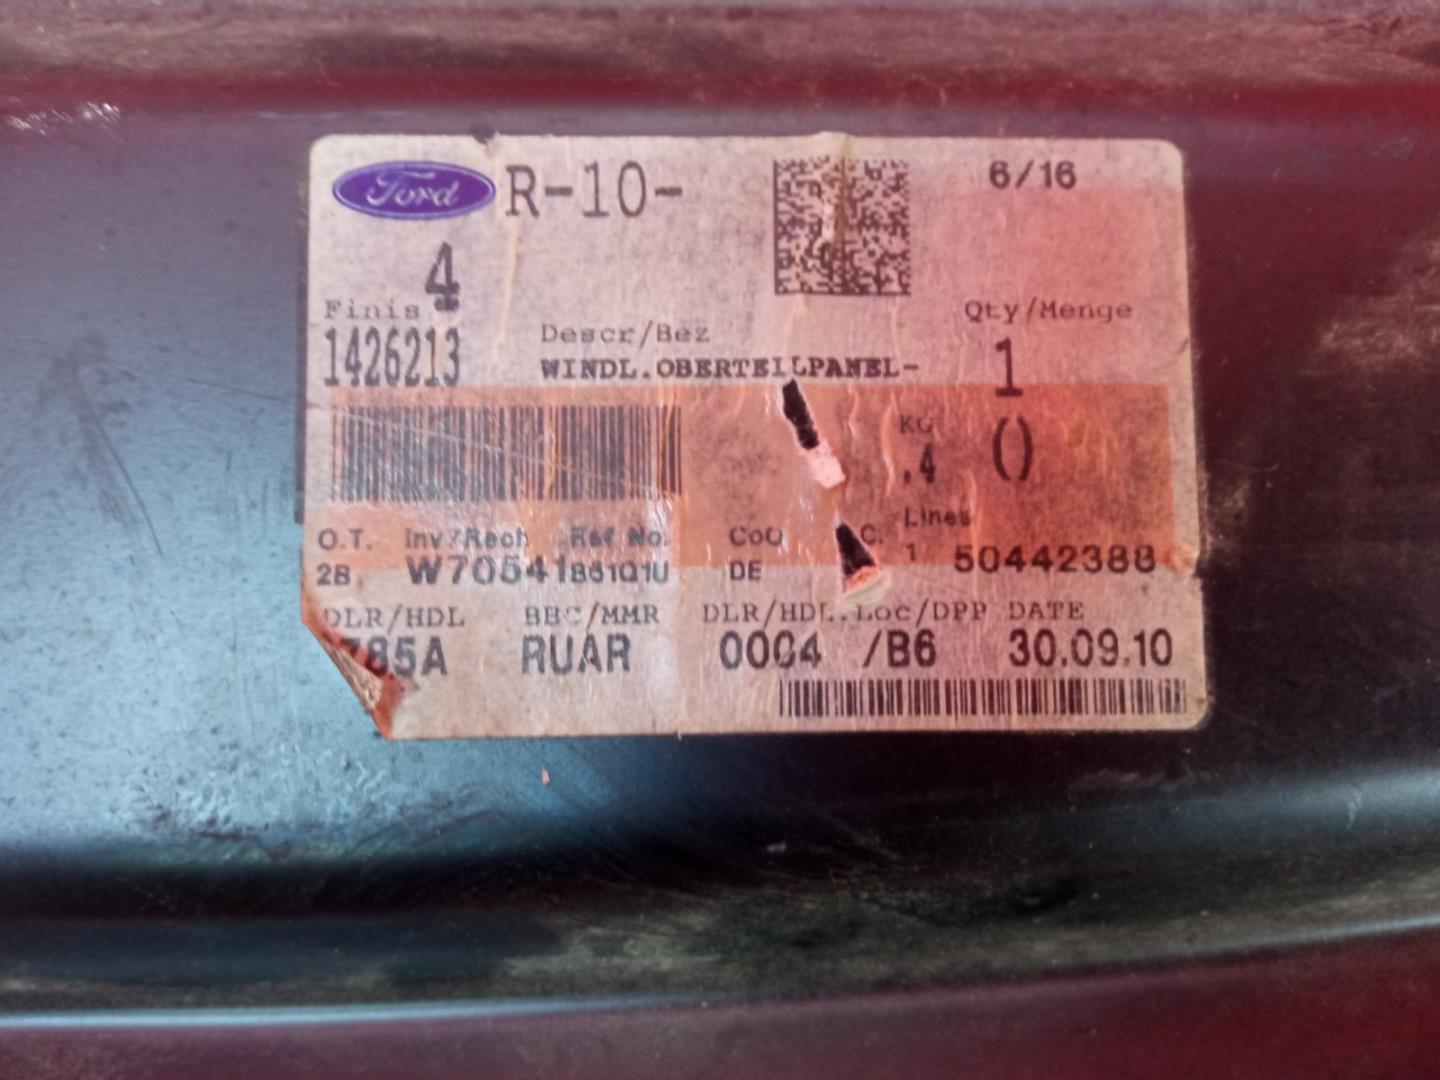 Ford R-10- 6/16
4
Finis Descr/Bez Qty/Menge
1426213 WINDL.OBERTEILPANEL- 1
KG ()
.4
O.T. Inv/Rech Ref No. CoO C. Lines
2B W70541B61Q1U DE 1 50442388
DLR/HDL BBC/MMR DLR/HDL.Loc/DPP DATE
785A RUAR 0004 /B6 30.09.10